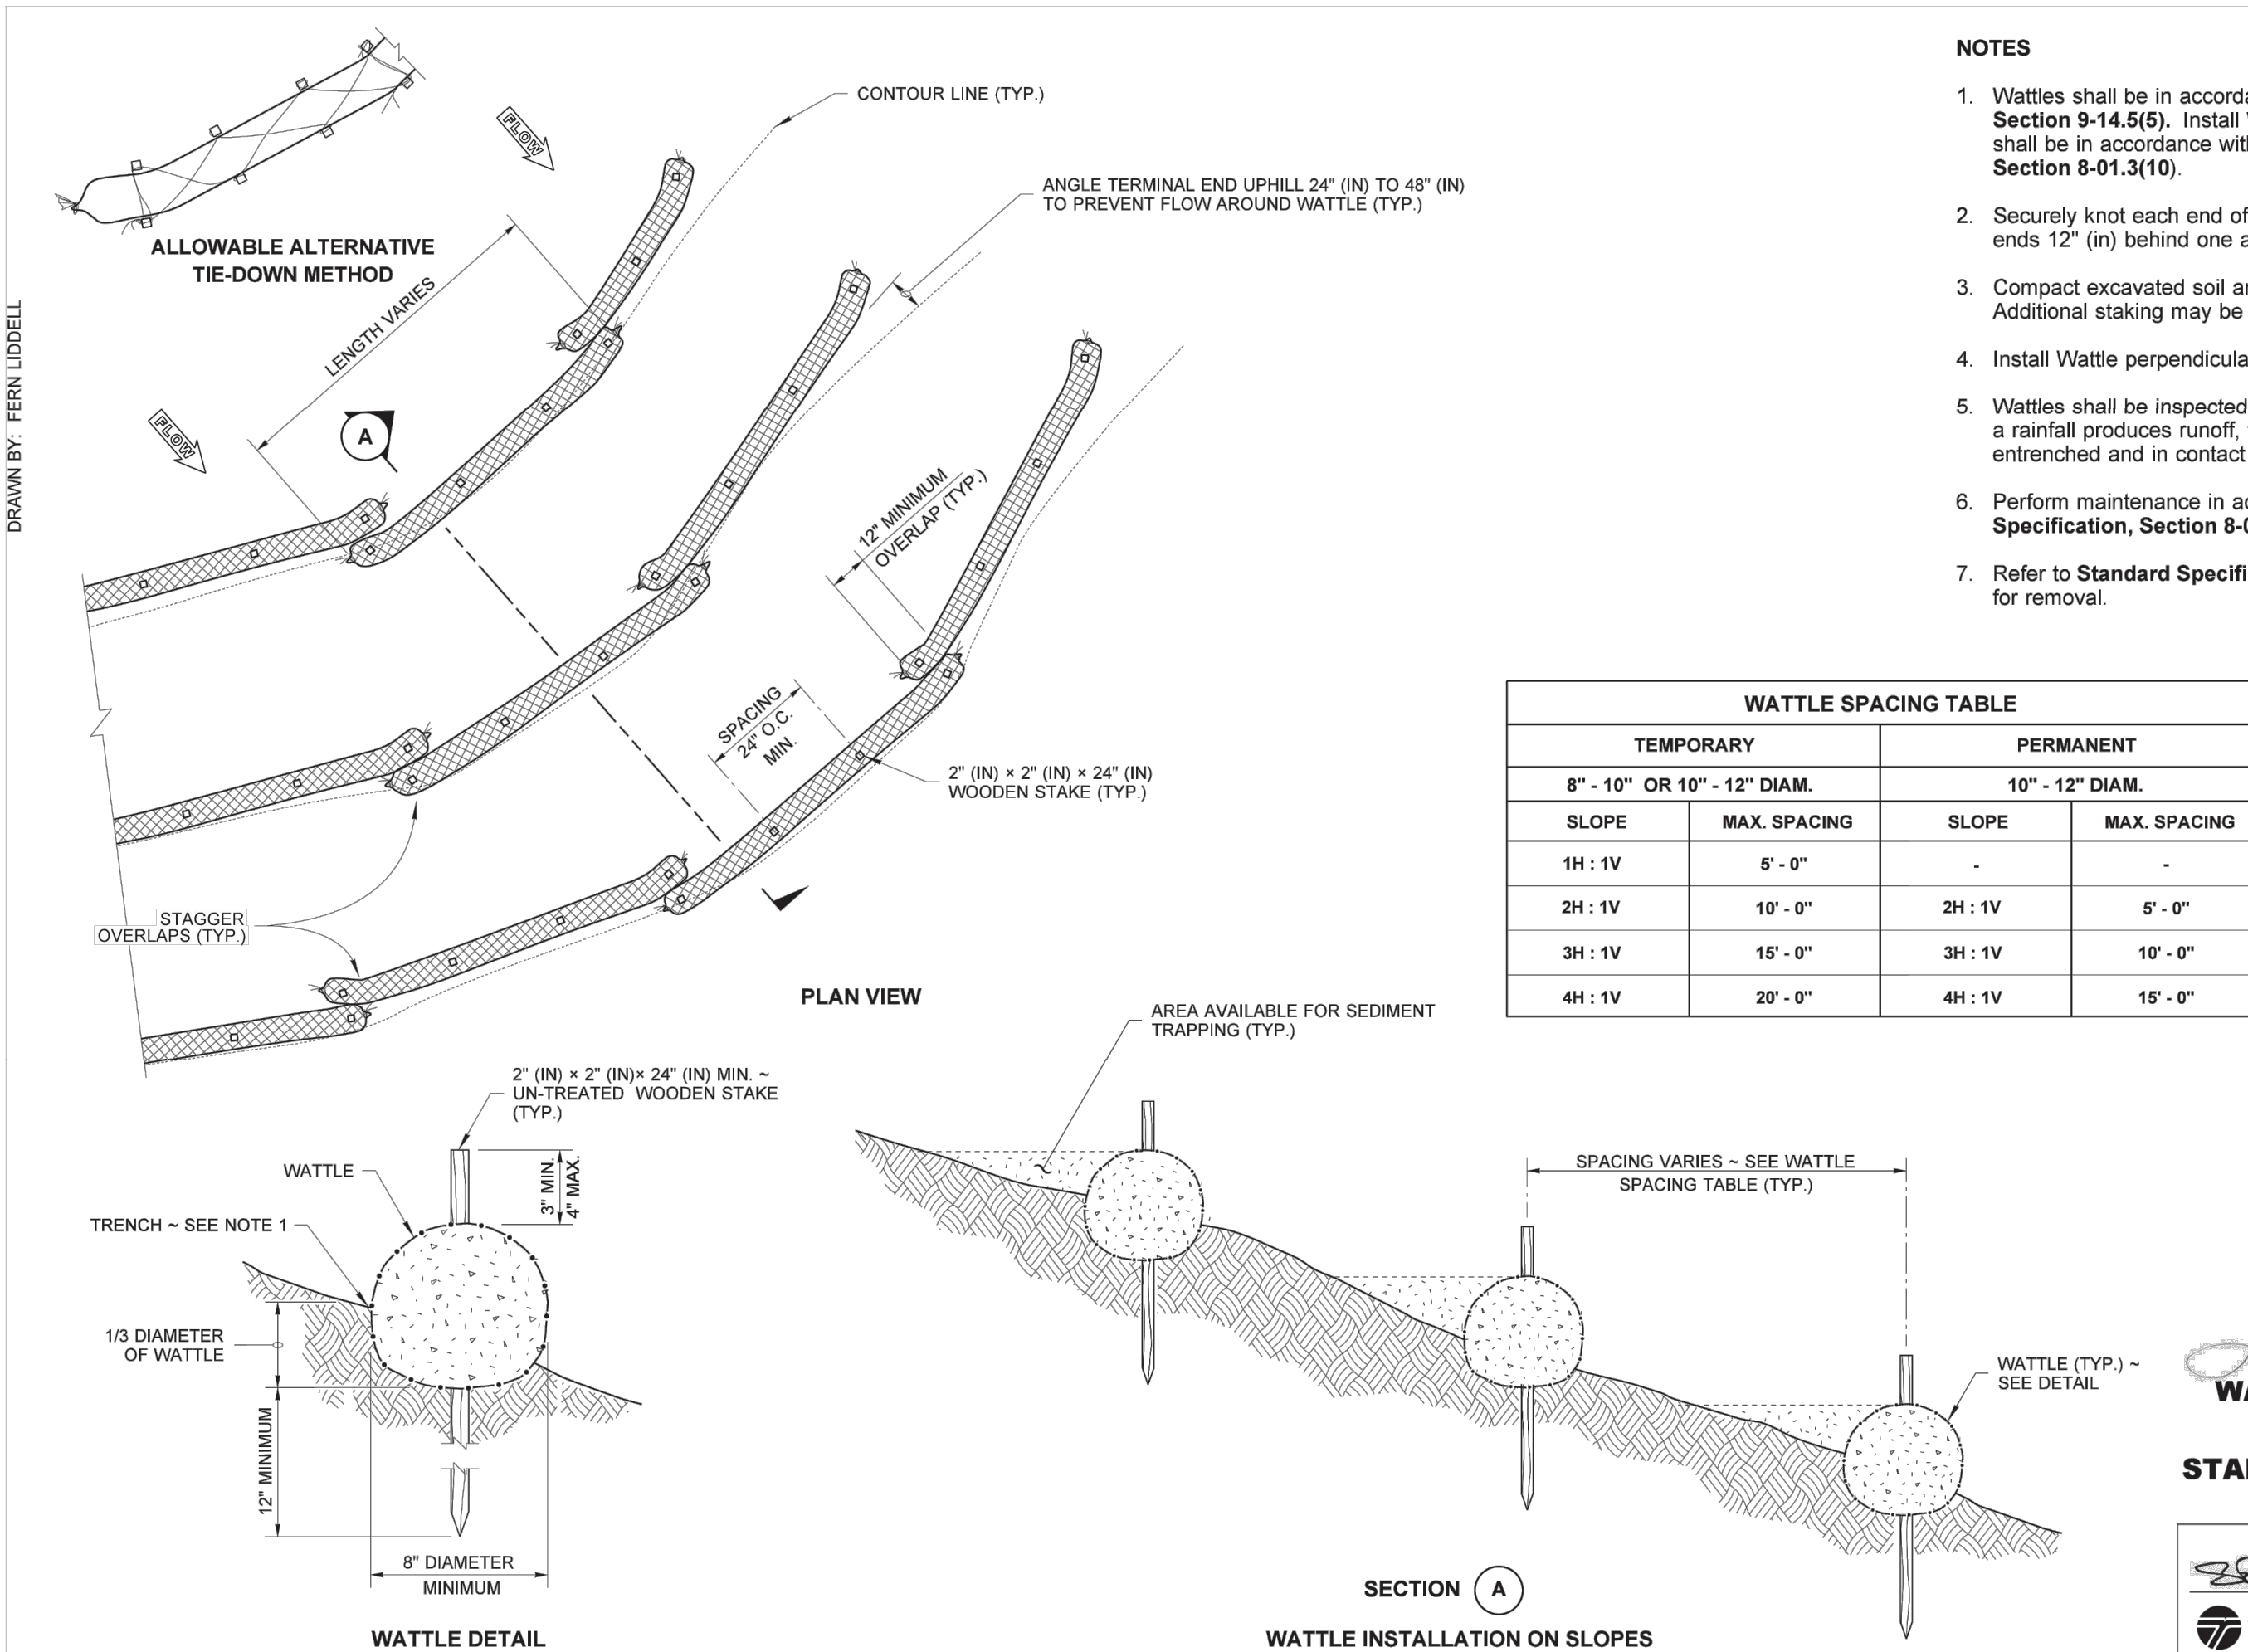 DRAWN BY: FERN LIDDELL
ALLOWABLE ALTERNATIVE
TIE-DOWN METHOD
FLOW
CONTOUR LINE (TYP.)
ANGLE TERMINAL END UPHILL 24" (IN) TO 48" (IN)
TO PREVENT FLOW AROUND WATTLE (TYP.)
LENGTH VARIES
A
FLOW
12" MINIMUM
OVERLAP (TYP.)
SPACING
24" O.C.
MIN.
2" (IN) × 2" (IN) × 24" (IN)
WOODEN STAKE (TYP.)
STAGGER
OVERLAPS (TYP.)
PLAN VIEW
NOTES
1. Wattles shall be in accorda
Section 9-14.5(5). Install
shall be in accordance wit
Section 8-01.3(10).
2. Securely knot each end of
ends 12" (in) behind one a
3. Compact excavated soil a
Additional staking may be
4. Install Wattle perpendicula
5. Wattles shall be inspected
a rainfall produces runoff,
entrenched and in contact
6. Perform maintenance in a
Specification, Section 8-0
7. Refer to Standard Specifi
for removal.
WATTLE SPACING TABLE
TEMPORARY PERMANENT
8" - 10" OR 10" - 12" DIAM. 10" - 12" DIAM.
SLOPE MAX. SPACING SLOPE MAX. SPACING
1H : 1V 5' - 0" - -
2H : 1V 10' - 0" 2H : 1V 5' - 0"
3H : 1V 15' - 0" 3H : 1V 10' - 0"
4H : 1V 20' - 0" 4H : 1V 15' - 0"
2" (IN) × 2" (IN)× 24" (IN) MIN. ~
UN-TREATED WOODEN STAKE
(TYP.)
WATTLE
3" MIN.
4" MAX.
TRENCH ~ SEE NOTE 1
1/3 DIAMETER
OF WATTLE
12" MINIMUM
8" DIAMETER
MINIMUM
WATTLE DETAIL
AREA AVAILABLE FOR SEDIMENT
TRAPPING (TYP.)
SPACING VARIES ~ SEE WATTLE
SPACING TABLE (TYP.)
WATTLE (TYP.) ~
SEE DETAIL
SECTION A
WATTLE INSTALLATION ON SLOPES
WA
STA